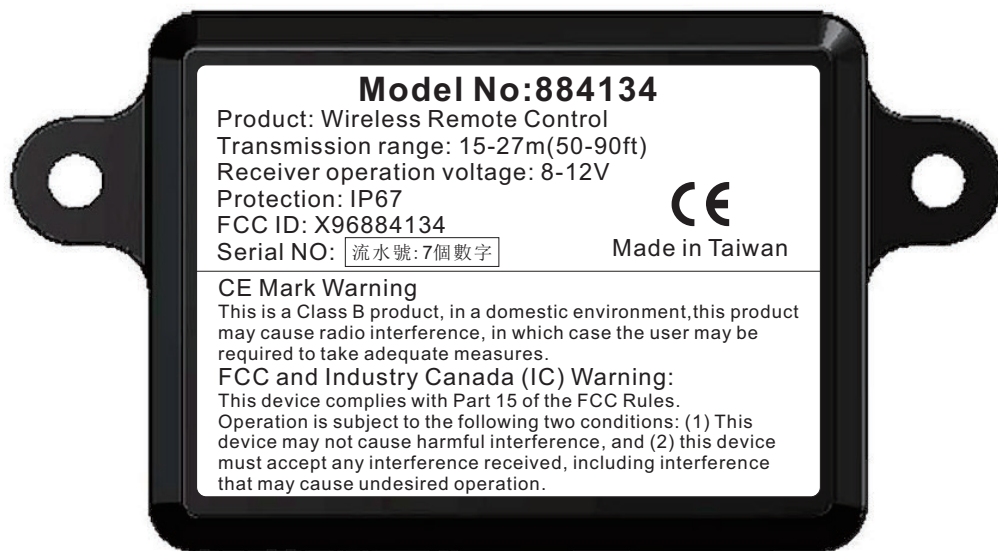 Model No:884134
Product: Wireless Remote Control
Transmission range: 15-27m(50-90ft)
Receiver operation voltage: 8-12V
Protection: IP67
FCC ID: X96884134
Serial NO: 流水號:7個數字
CE
Made in Taiwan
CE Mark Warning
This is a Class B product, in a domestic environment,this product
may cause radio interference, in which case the user may be
required to take adequate measures.
FCC and Industry Canada (IC) Warning:
This device complies with Part 15 of the FCC Rules.
Operation is subject to the following two conditions: (1) This
device may not cause harmful interference, and (2) this device
must accept any interference received, including interference
that may cause undesired operation.